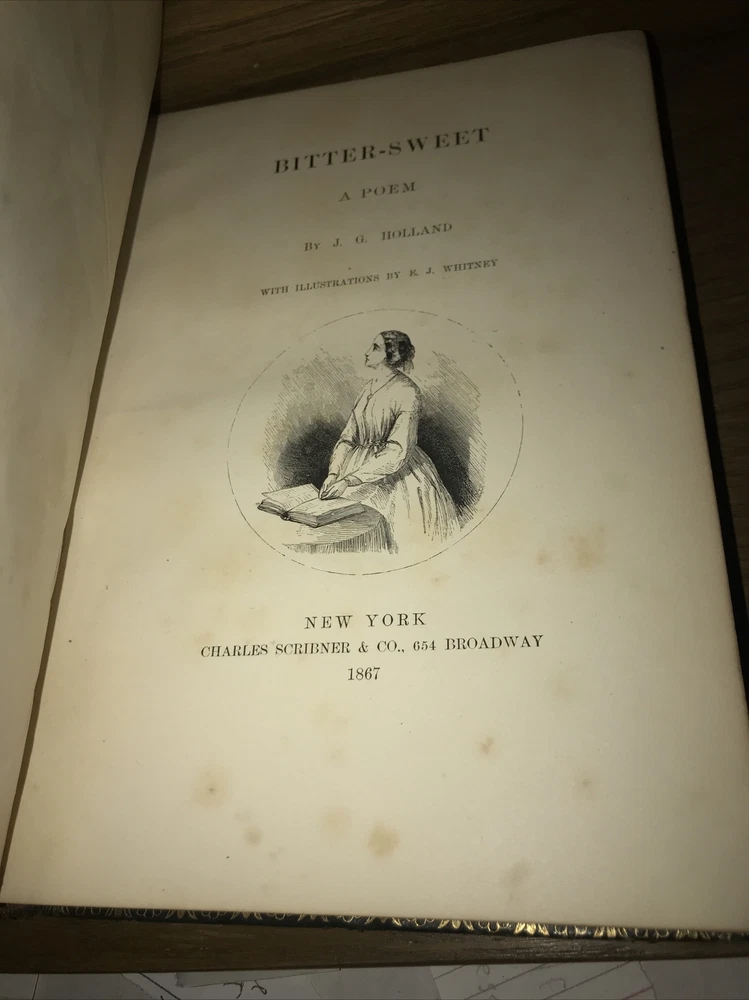 BITTER-SWEET
A POEM
By J. G. HOLLAND
WITH ILLUSTRATIONS BY E. J. WHITNEY
NEW YORK
CHARLES SCRIBNER & CO., 654 BROADWAY
1867